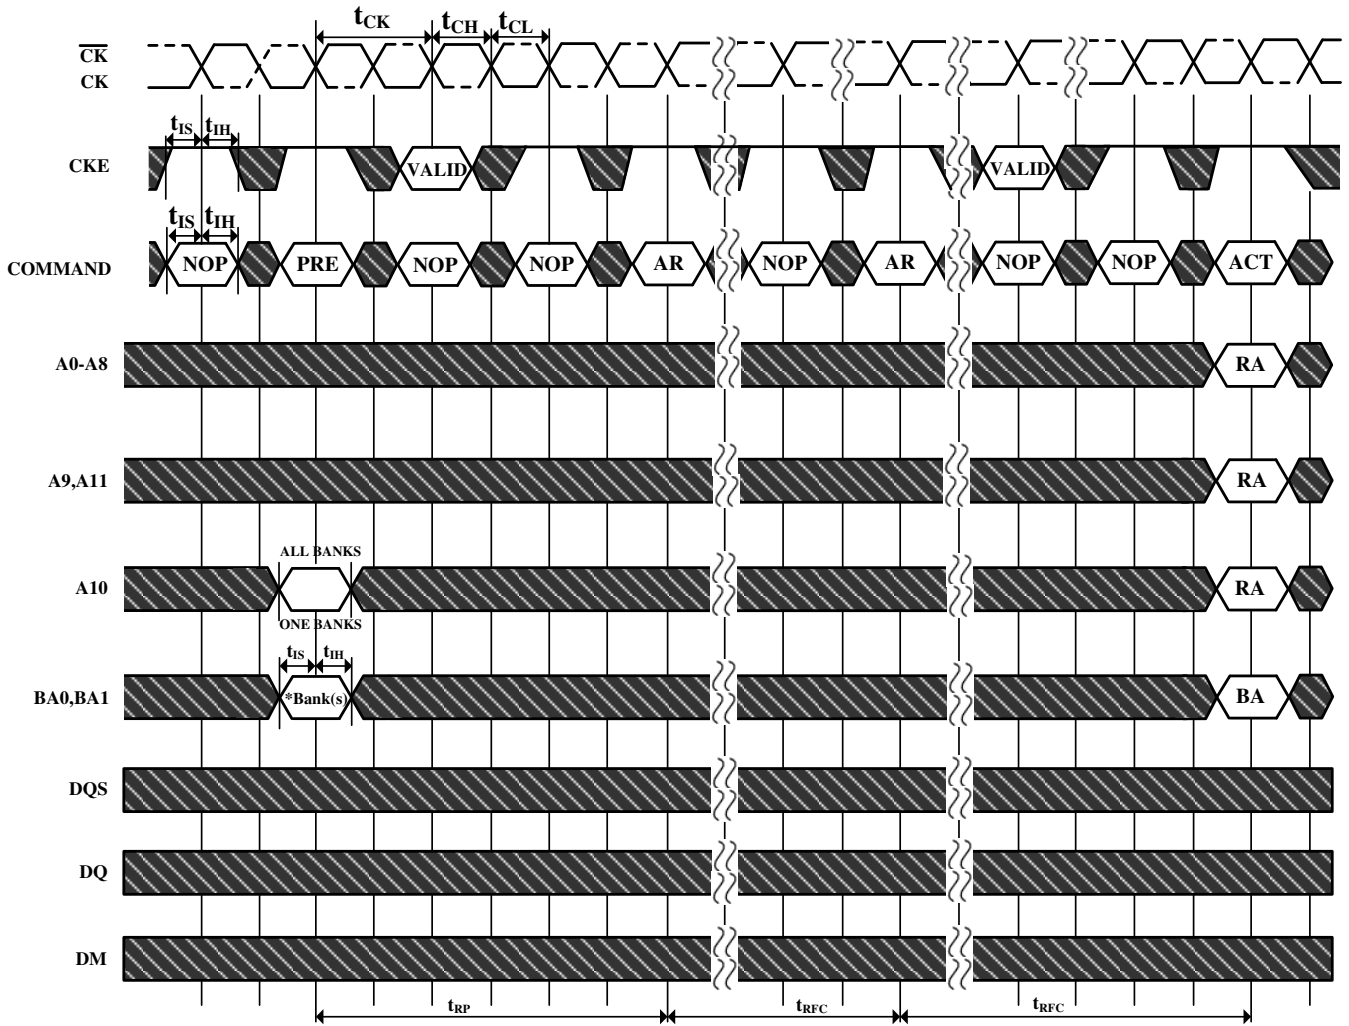 tCK tCH tCL
CK
CK
tIS tIH
CKE VALID VALID
tIS tIH
COMMAND NOP PRE NOP NOP AR NOP AR NOP NOP ACT
A0-A8 RA
A9,A11 RA
ALL BANKS
A10 RA
ONE BANKS
tIS tIH
BA0,BA1 *Bank(s) BA
DQS
DQ
DM
tRP tRFC tRFC